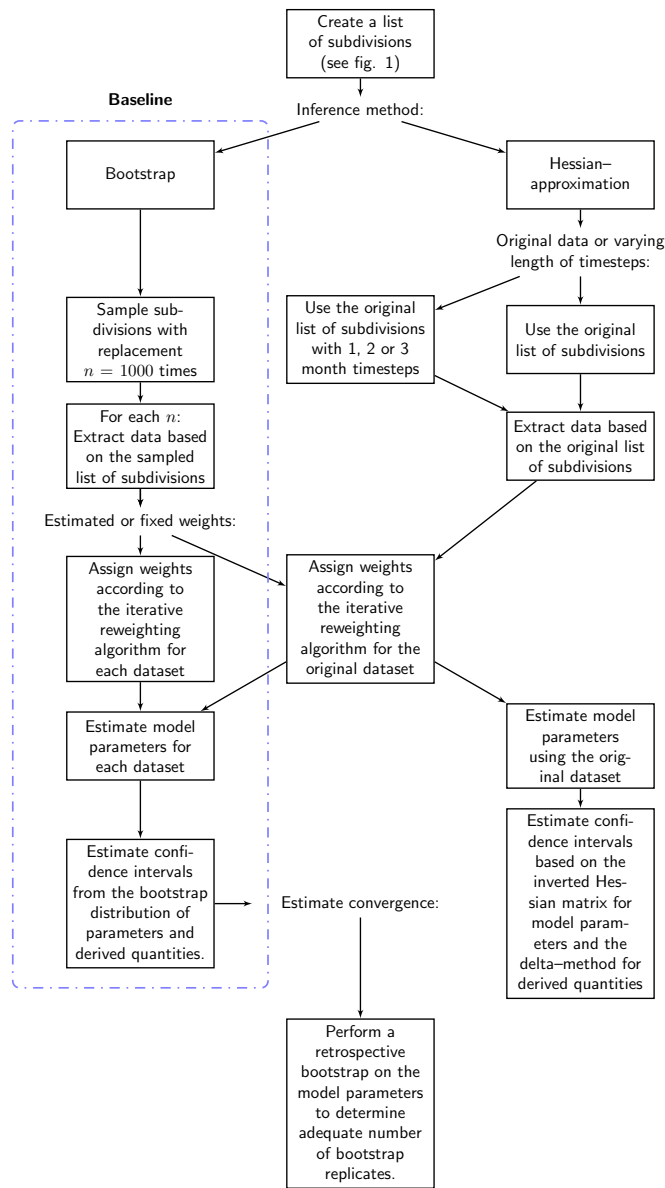 Create a list
of subdivisions
(see fig. 1)
Baseline
Inference method:
Bootstrap
Hessian–
approximation
Original data or varying
length of timesteps:
Sample sub-
divisions with
replacement
n = 1000 times
Use the original
list of subdivisions
with 1, 2 or 3
month timesteps
Use the original
list of subdivisions
For each n:
Extract data based
on the sampled
list of subdivisions
Extract data based
on the original list
of subdivisions
Estimated or fixed weights:
Assign weights
according to
the iterative
reweighting
algorithm for
each dataset
Assign weights
according to
the iterative
reweighting
algorithm for the
original dataset
Estimate model
parameters for
each dataset
Estimate model
parameters
using the orig-
inal dataset
Estimate confi-
dence intervals
from the bootstrap
distribution of
parameters and
derived quantities.
Estimate convergence:
Estimate confi-
dence intervals
based on the
inverted Hes-
sian matrix for
model param-
eters and the
delta–method for
derived quantities
Perform a
retrospective
bootstrap on the
model parameters
to determine
adequate number
of bootstrap
replicates.